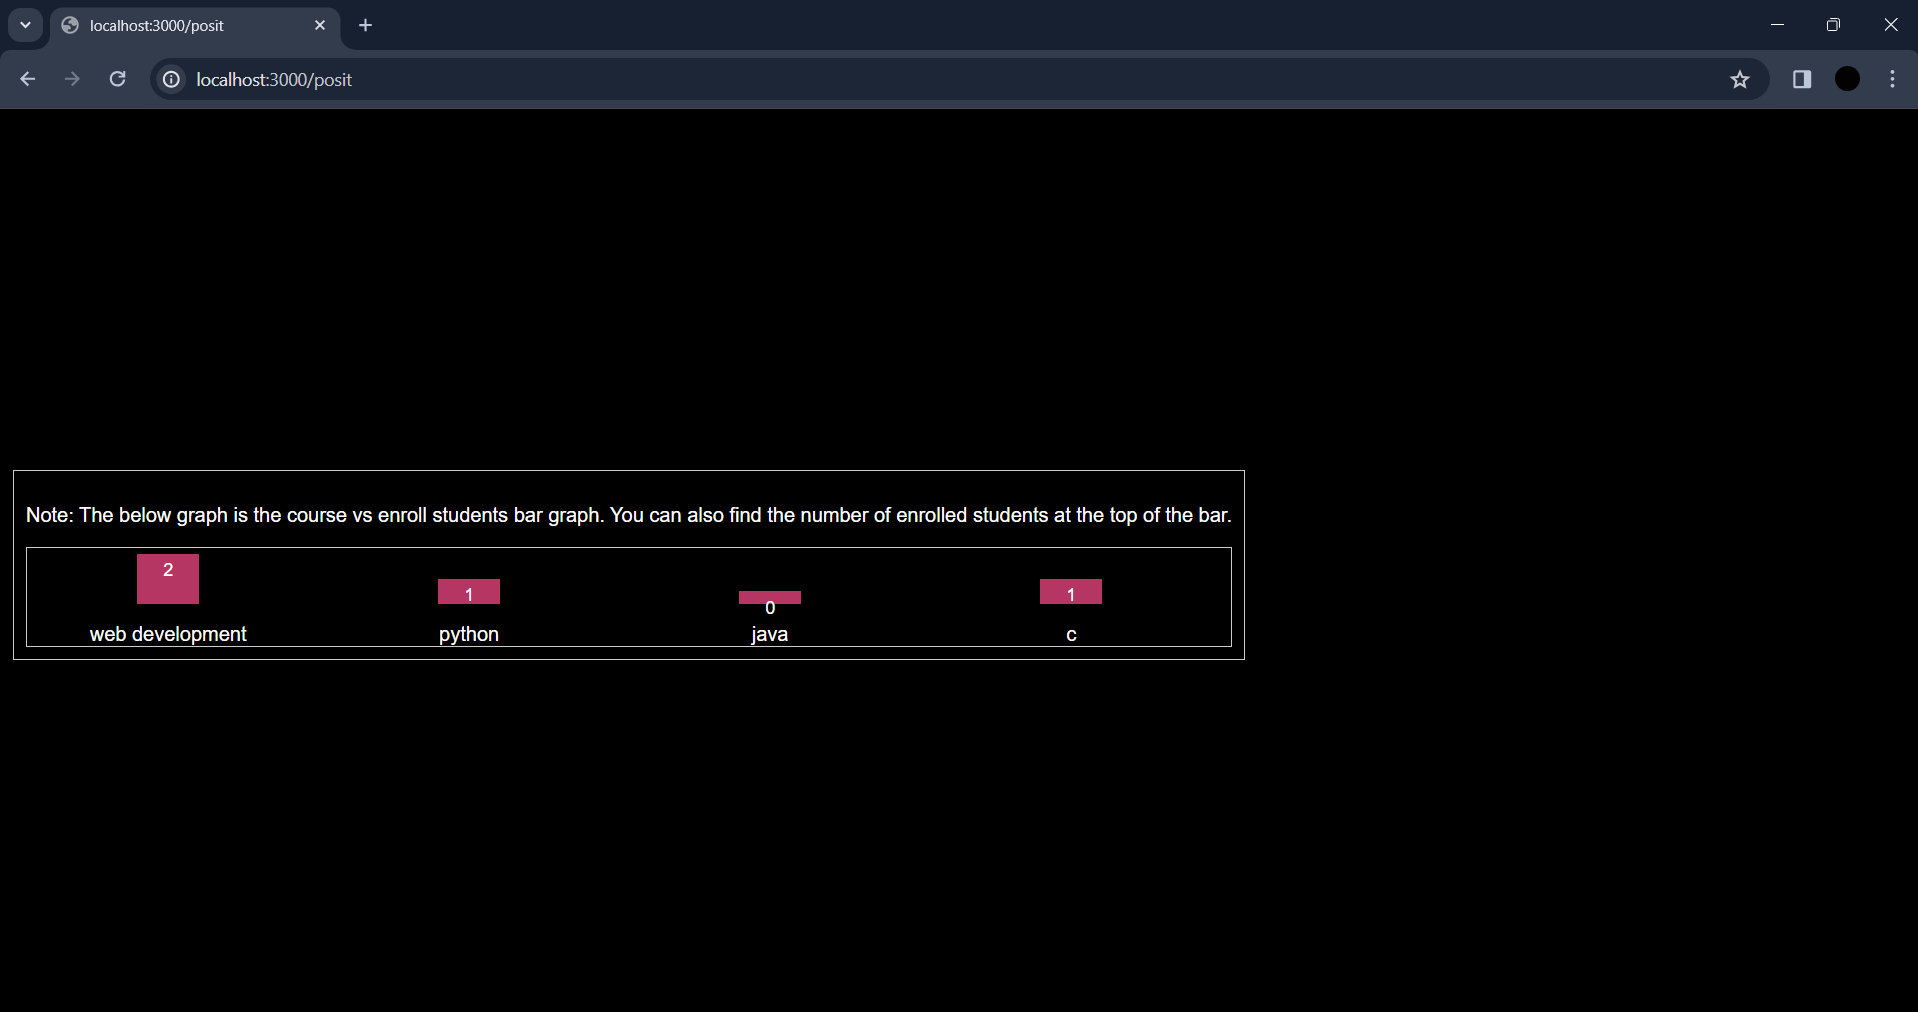 localhost:3000/posit
localhost:3000/posit
Note: The below graph is the course vs enroll students bar graph. You can also find the number of enrolled students at the top of the bar.
2
1
0
1
web development
python
java
c